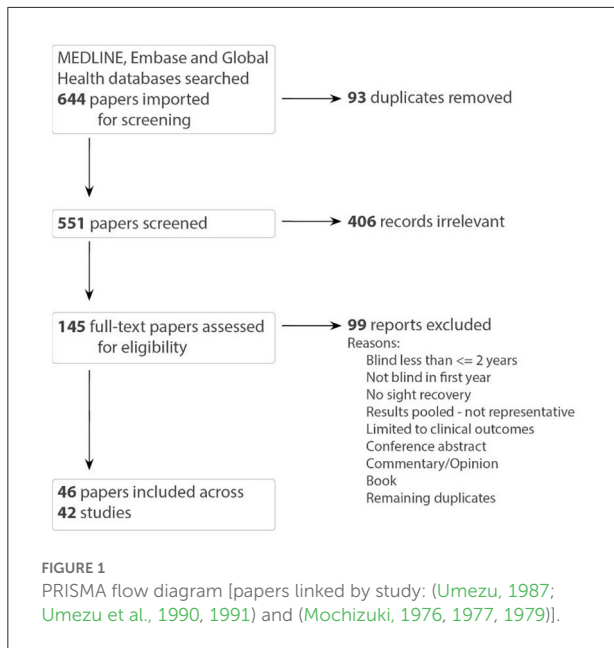 MEDLINE, Embase and Global
Health databases searched
644 papers imported
for screening
93 duplicates removed
551 papers screened
406 records irrelevant
145 full-text papers assessed
for eligibility
99 reports excluded
Reasons:
Blind less than <= 2 years
Not blind in first year
No sight recovery
Results pooled - not representative
Limited to clinical outcomes
Conference abstract
Commentary/Opinion
Book
Remaining duplicates
46 papers included across
42 studies
FIGURE 1
PRISMA flow diagram [papers linked by study: (Umezu, 1987;
Umezu et al., 1990, 1991) and (Mochizuki, 1976, 1977, 1979)].